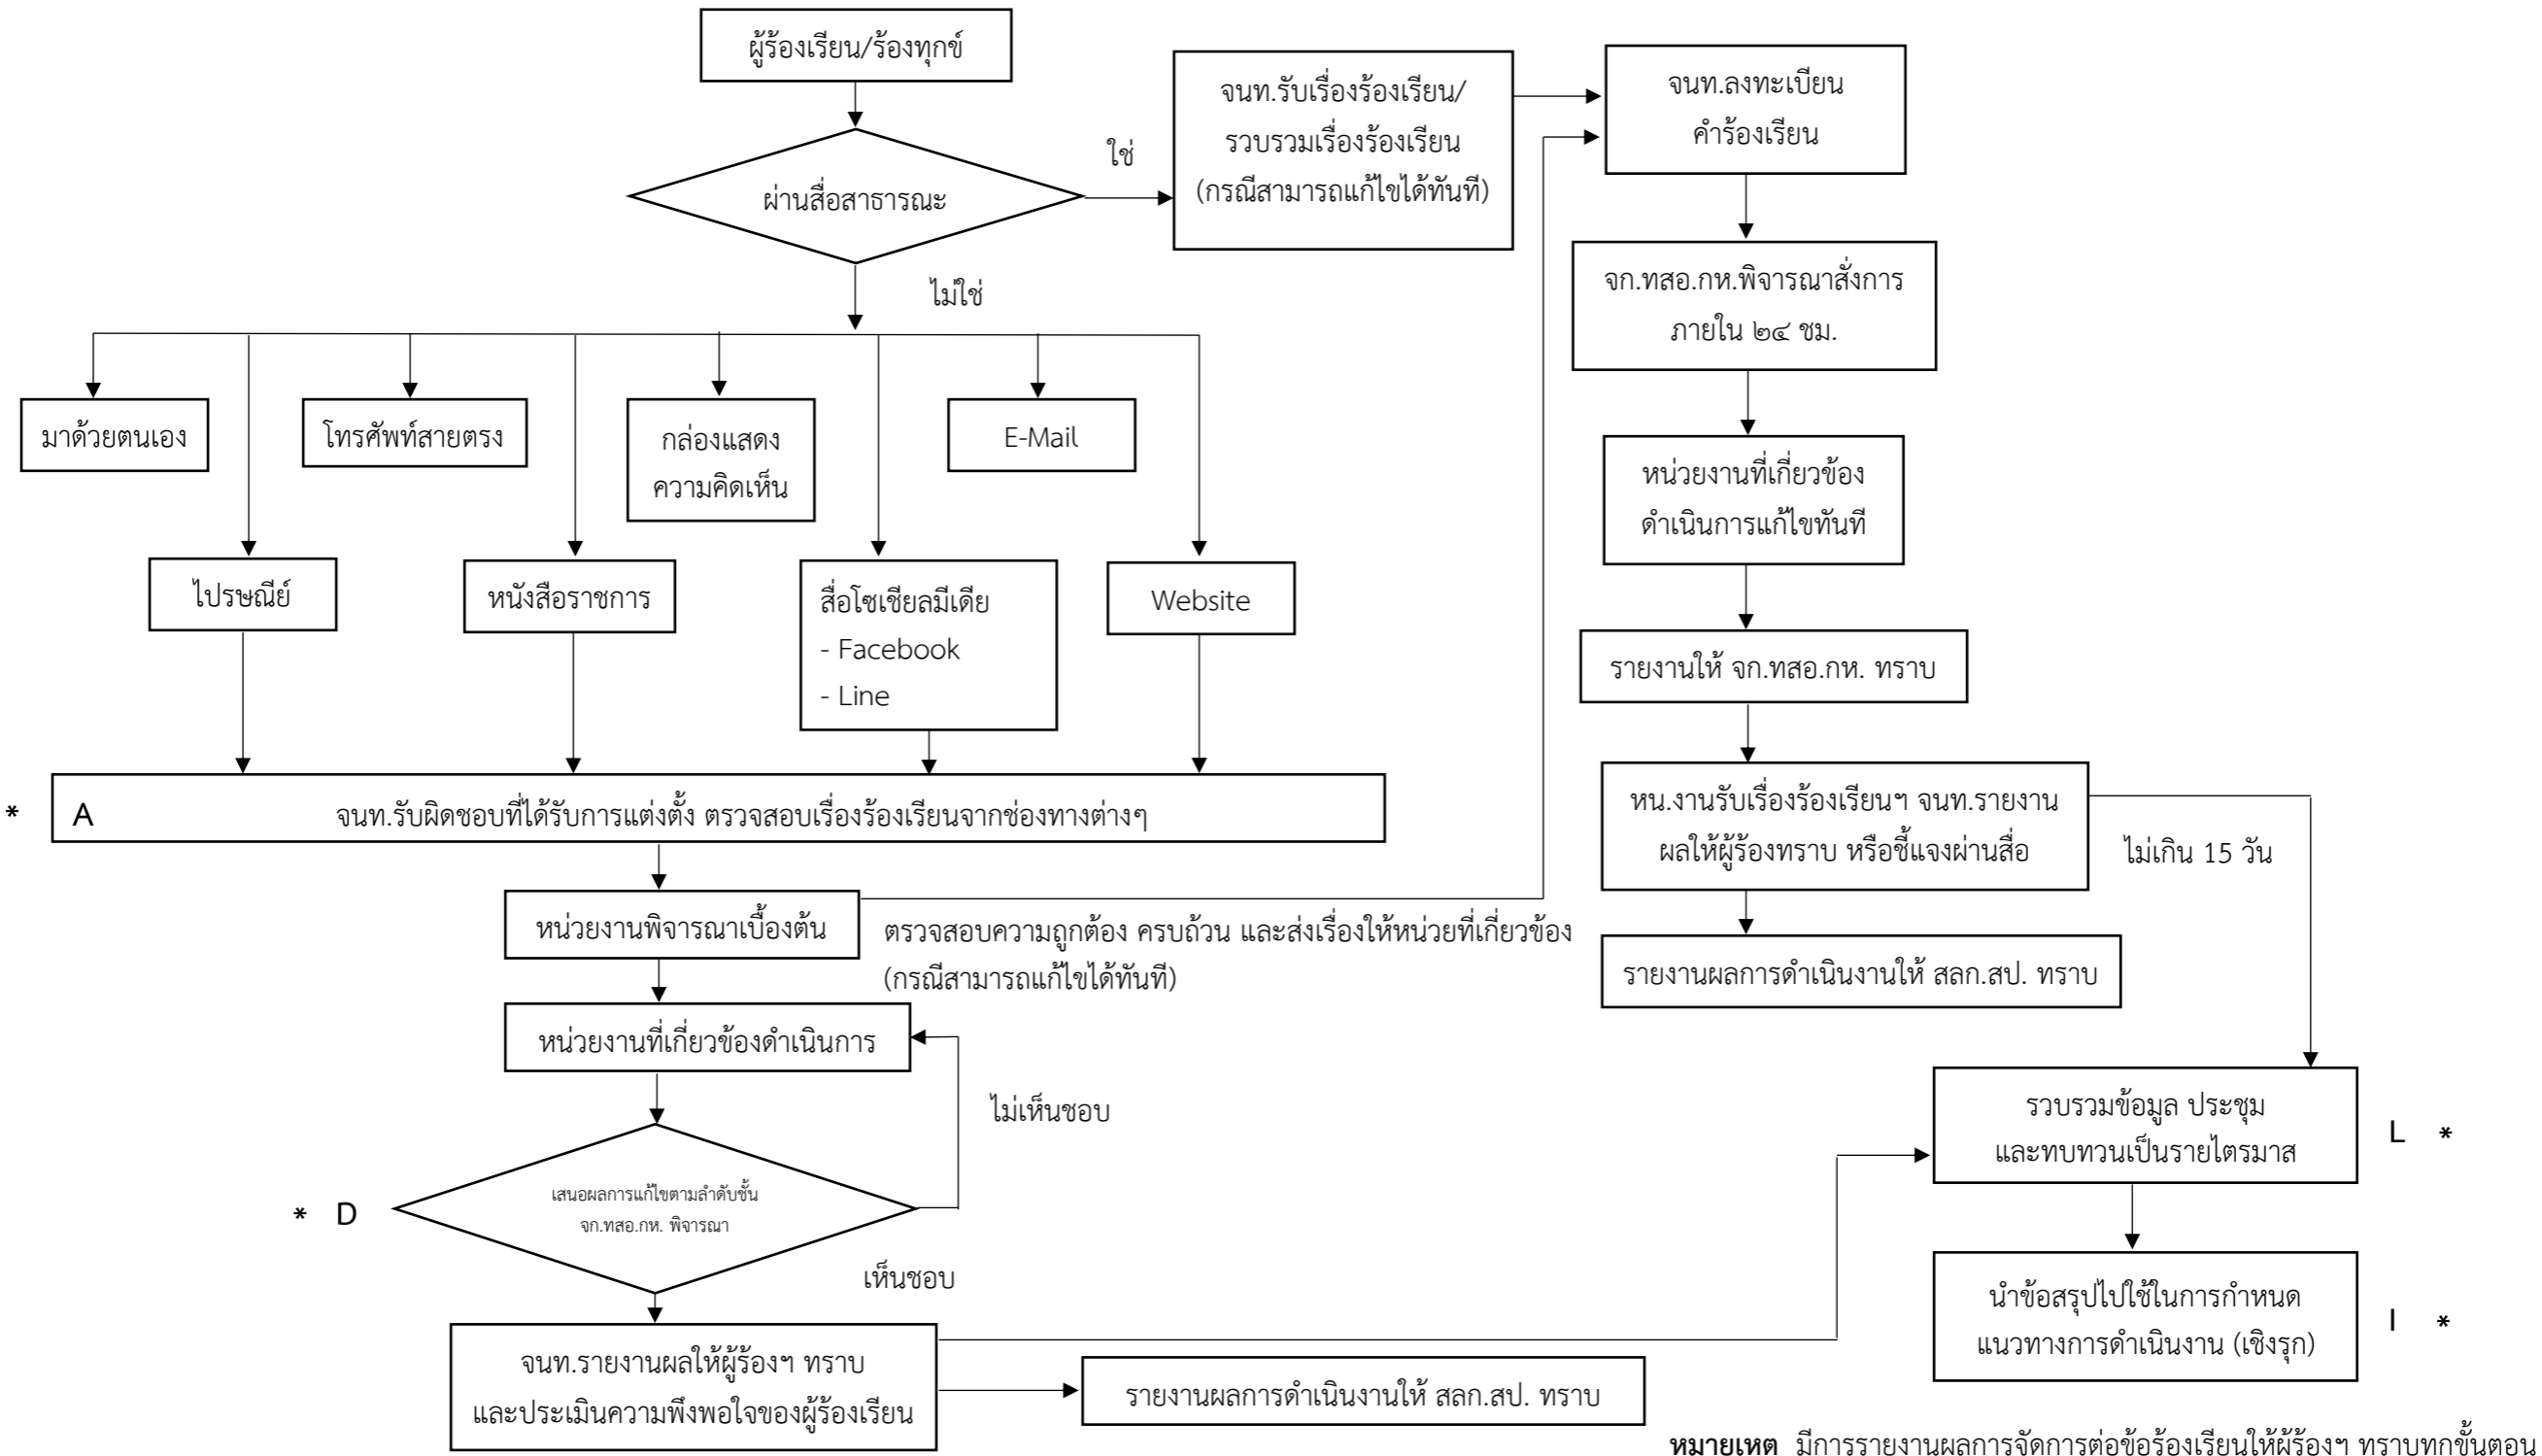 ผู้ร้องเรียน/ร้องทุกข์
ผ่านสื่อสาธารณะ
ใช่
จนท.รับเรื่องร้องเรียน/
รวบรวมเรื่องร้องเรียน
(กรณีสามารถแก้ไขได้ทันที)
จนท.ลงทะเบียน
คำร้องเรียน
ไม่ใช่
จก.ทสอ.กห.พิจารณาสั่งการ
ภายใน ๒๔ ชม.
มาด้วยตนเอง
โทรศัพท์สายตรง
กล่องแสดง
ความคิดเห็น
E-Mail
หน่วยงานที่เกี่ยวข้อง
ดำเนินการแก้ไขทันที
ไปรษณีย์
หนังสือราชการ
สื่อโซเชียลมีเดีย
- Facebook
- Line
Website
รายงานให้ จก.ทสอ.กห. ทราบ
* A จนท.รับผิดชอบที่ได้รับการแต่งตั้ง ตรวจสอบเรื่องร้องเรียนจากช่องทางต่างๆ
หน.งานรับเรื่องร้องเรียนฯ จนท.รายงาน
ผลให้ผู้ร้องทราบ หรือชี้แจงผ่านสื่อ
ไม่เกิน 15 วัน
หน่วยงานพิจารณาเบื้องต้น
ตรวจสอบความถูกต้อง ครบถ้วน และส่งเรื่องให้หน่วยที่เกี่ยวข้อง
(กรณีสามารถแก้ไขได้ทันที)
รายงานผลการดำเนินงานให้ สลก.สป. ทราบ
หน่วยงานที่เกี่ยวข้องดำเนินการ
ไม่เห็นชอบ
รวบรวมข้อมูล ประชุม
และทบทวนเป็นรายไตรมาส
L *
* D
เสนอผลการแก้ไขตามลำดับชั้น
จก.ทสอ.กห. พิจารณา
เห็นชอบ
นำข้อสรุปไปใช้ในการกำหนด
แนวทางการดำเนินงาน (เชิงรุก)
I *
จนท.รายงานผลให้ผู้ร้องฯ ทราบ
และประเมินความพึงพอใจของผู้ร้องเรียน
รายงานผลการดำเนินงานให้ สลก.สป. ทราบ
หมายเหตุ มีการรายงานผลการจัดการต่อข้อร้องเรียนให้ผู้ร้องฯ ทราบทุกขั้นตอน